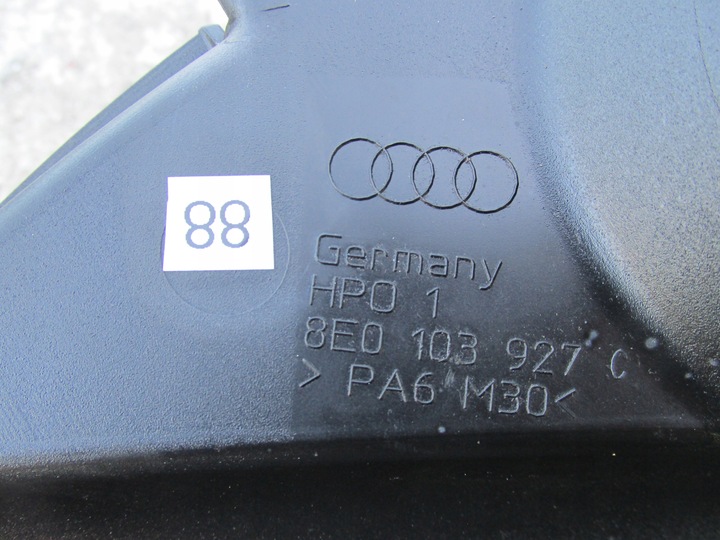 88
Germany
HPO 1
8E0 103 927 C
> PA6 M30 <